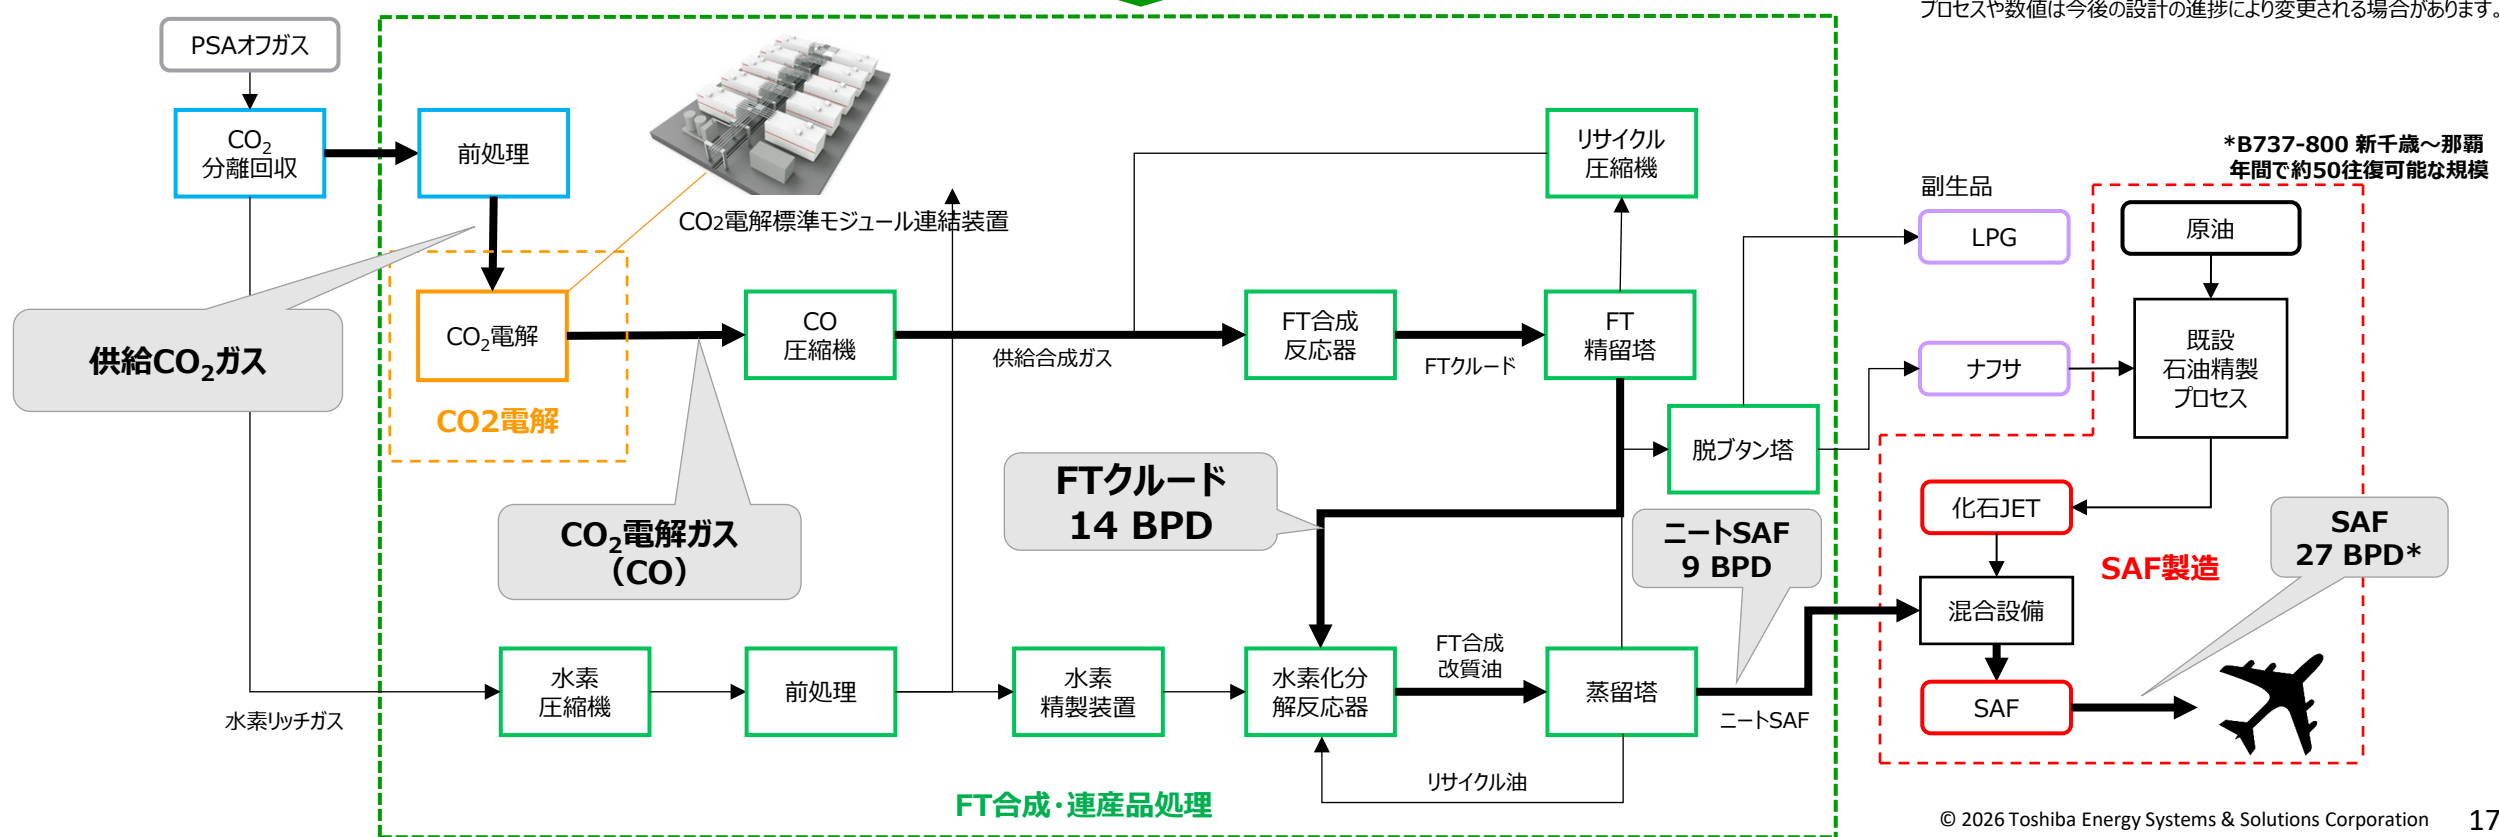 プロセスや数値は今後の設計の進捗により変更される場合があります。
PSAオフガス
CO2
分離回収
前処理
CO2電解標準モジュール連結装置
リサイクル
圧縮機
*B737-800 新千歳～那覇
年間で約50往復可能な規模
副生品
LPG
原油
供給CO2ガス
CO2電解
CO2電解
CO
圧縮機
供給合成ガス
FT合成
反応器
FTクルード
FT
精留塔
ナフサ
既設
石油精製
プロセス
脱ブタン塔
FTクルード
14 BPD
CO2電解ガス
（CO）
ニートSAF
9 BPD
化石JET
SAF
27 BPD*
SAF製造
混合設備
水素リッチガス
水素
圧縮機
前処理
水素
精製装置
水素化分
解反応器
FT合成
改質油
蒸留塔
ニートSAF
SAF
リサイクル油
FT合成・連産品処理
© 2026 Toshiba Energy Systems & Solutions Corporation
17